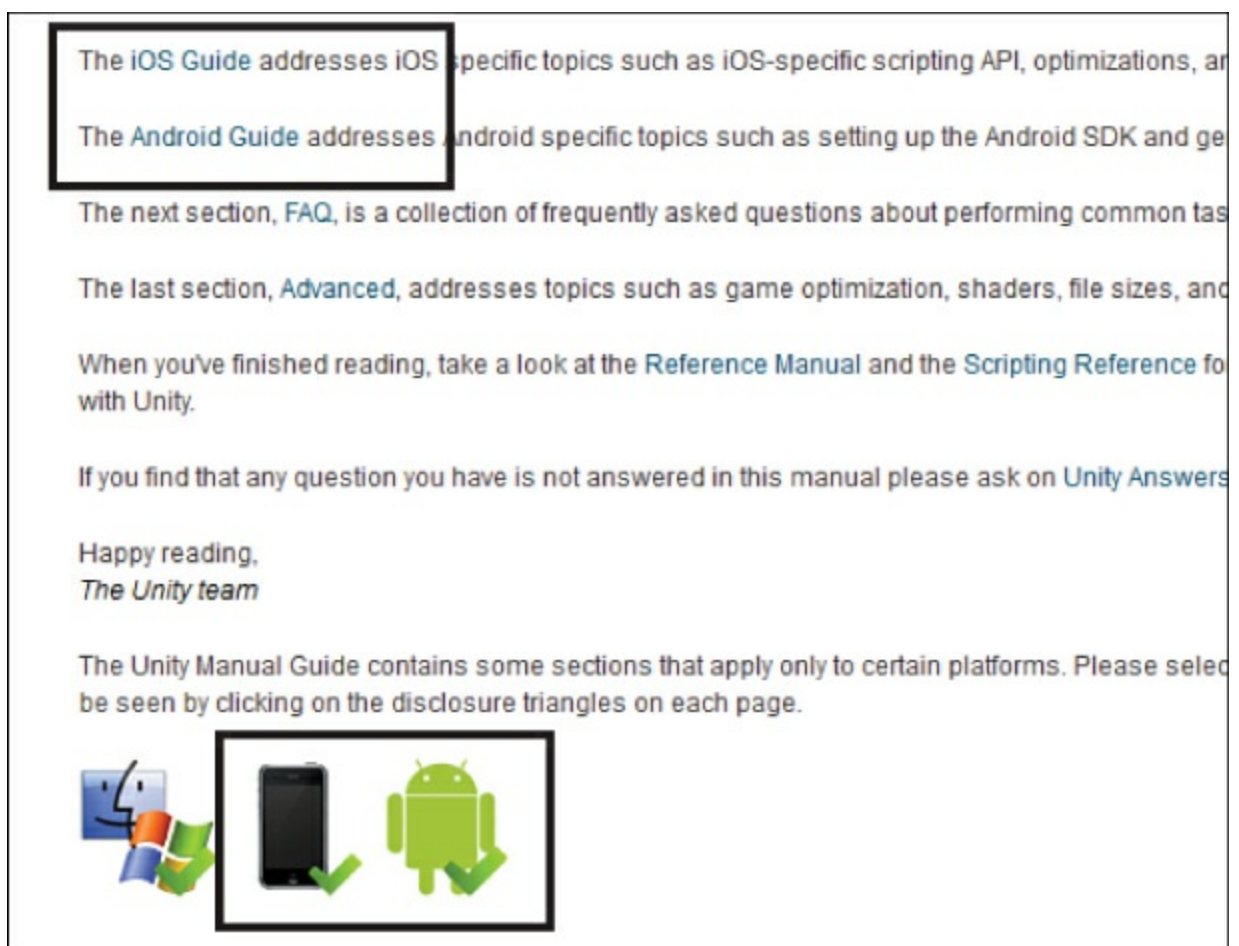 The iOS Guide addresses iOS specific topics such as iOS-specific scripting API, optimizations,
The Android Guide addresses Android specific topics such as setting up the Android SDK and
The next section, FAQ, is a collection of frequently asked questions about performing common
The last section, Advanced, addresses topics such as game optimization, shaders, file sizes, and
When you've finished reading, take a look at the Reference Manual and the Scripting Reference
with Unity.
If you find that any question you have is not answered in this manual please ask on Unity Answers
Happy reading,
The Unity team
The Unity Manual Guide contains some sections that apply only to certain platforms. Please
be seen by clicking on the disclosure triangles on each page.